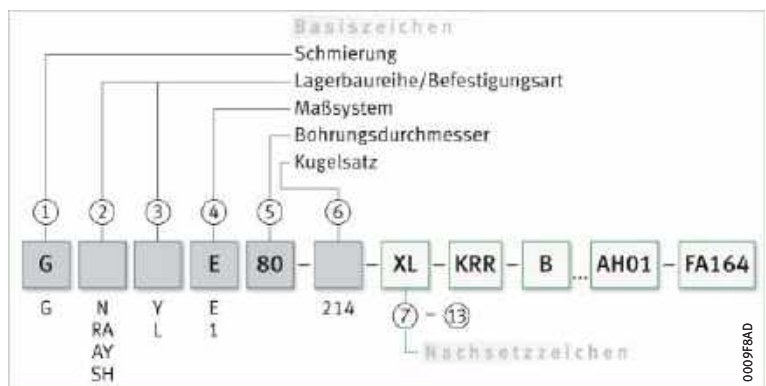 Basiszeichen
Schmierung
Lagerbaureihe/Befestigungsart
Maßsystem
Bohrungsdurchmesser
Kugelsatz
1 2 3 4 5 6
G E 80 - - XL - KRR - B ... AH01 - FA164
G N Y E 214 7 - 13
RA L 1
AY
SH
Nachsetzzeichen
0009F8AD